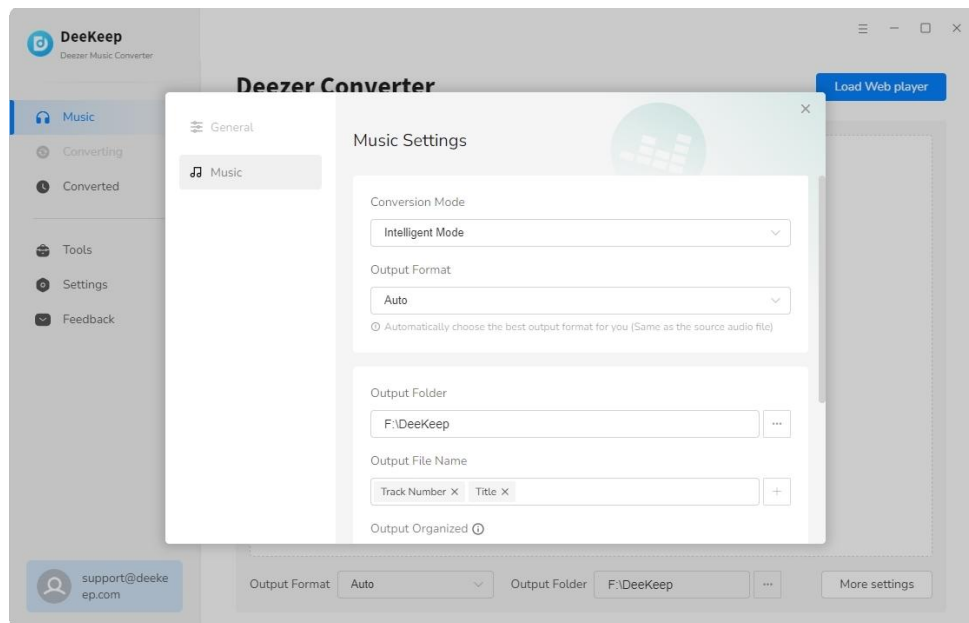 DeeKeep
Deezer Music Converter
Deezer Converter
Load Web player
Music
Converting
Converted
Tools
Settings
Feedback
support@deeke
ep.com
General
Music
Music Settings
Conversion Mode
Intelligent Mode
Output Format
Auto
Automatically choose the best output format for you (Same as the source audio file)
Output Folder
F:\DeeKeep
...
Output File Name
Track Number × Title × +
Output Organized
Output Format Auto Output Folder F:\DeeKeep ... More settings